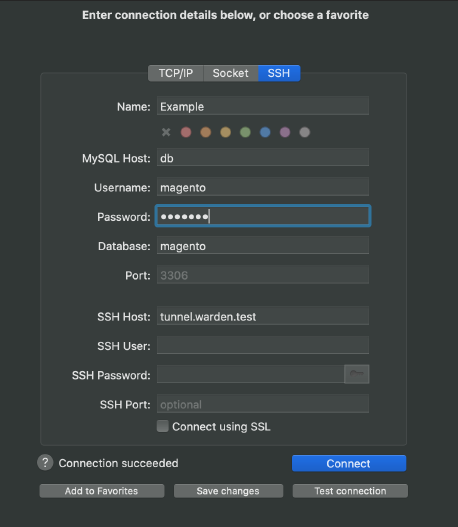 Enter connection details below, or choose a favorite
TCP/IP Socket SSH
Name: Example
MySQL Host: db
Username: magento
Password: •••••••
Database: magento
Port: 3306
SSH Host: tunnel.warden.test
SSH User:
SSH Password:
SSH Port: optional
Connect using SSL
? Connection succeeded Connect
Add to Favorites Save changes Test connection